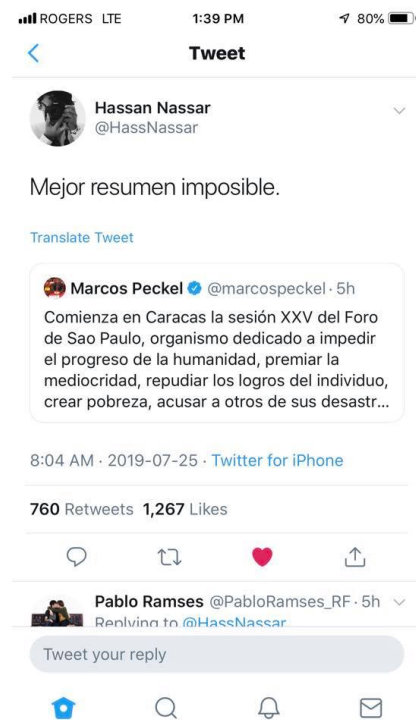 ROGERS LTE 1:39 PM 80%
Tweet
Hassan Nassar
@HassNassar
Mejor resumen imposible.
Translate Tweet
Marcos Peckel @marcospeckel · 5h
Comienza en Caracas la sesión XXV del Foro
de Sao Paulo, organismo dedicado a impedir
el progreso de la humanidad, premiar la
mediocridad, repudiar los logros del individuo,
crear pobreza, acusar a otros de sus desastr...
8:04 AM · 2019-07-25 · Twitter for iPhone
760 Retweets 1,267 Likes
Pablo Ramses @PabloRamses_RF · 5h
Replying to @HassNassar
Tweet your reply